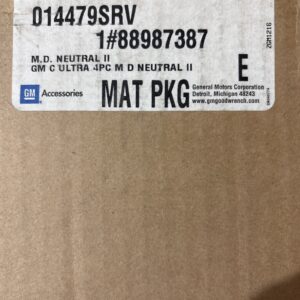 014479SRV
1#88987387
M.D. NEUTRAL II
GM C ULTRA 4PC M D NEUTRAL II
E
GM Accessories
MAT PKG
General Motors Corporation
Detroit, Michigan 48243
www.gmgoodwrench.com